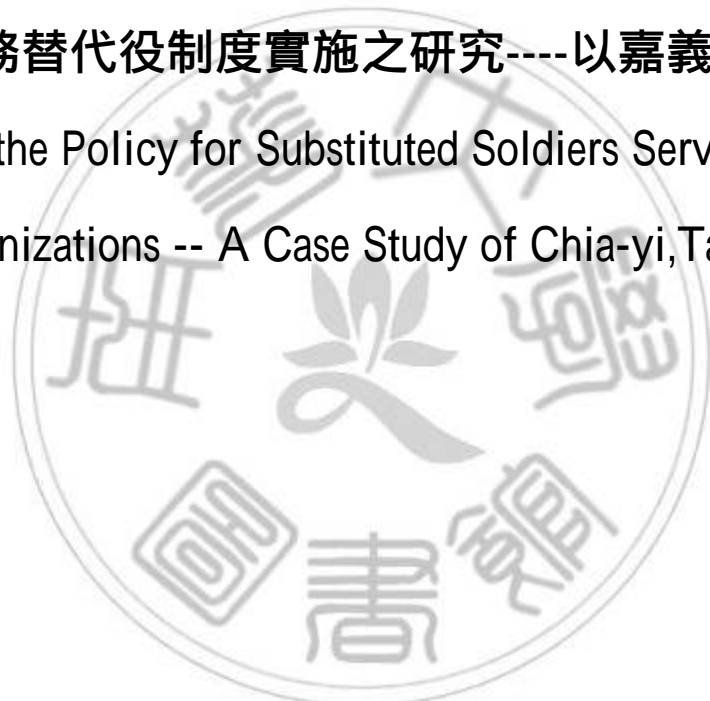 務替代役制度實施之研究----以嘉義
the Policy for Substituted Soldiers Serv
nizations -- A Case Study of Chia-yi,Ta
書